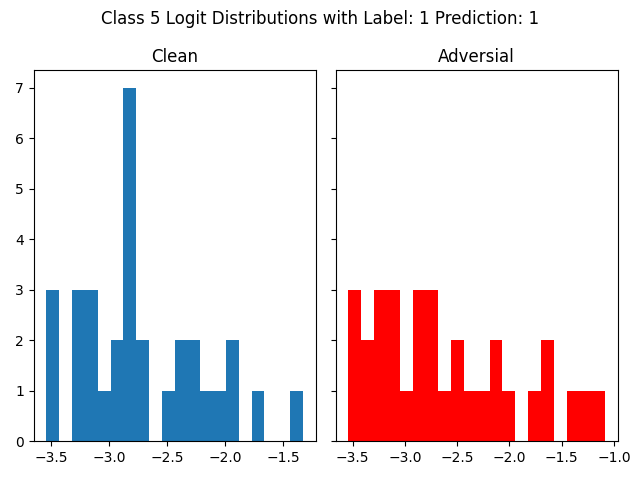 Class 5 Logit Distributions with Label: 1 Prediction: 1
Clean
Adversial
7
6
5
4
3
2
1
0
−3.5 −3.0 −2.5 −2.0 −1.5
−3.5 −3.0 −2.5 −2.0 −1.5 −1.0